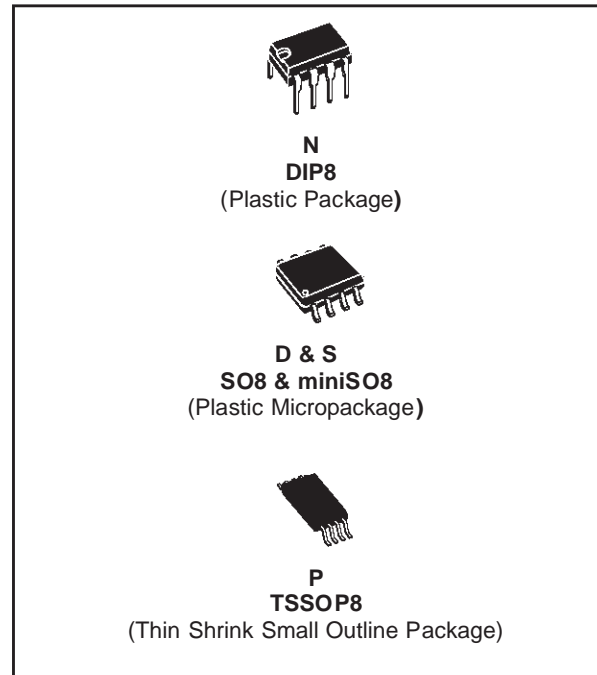 N
DIP8
(Plastic Package)
D & S
SO8 & miniSO8
(Plastic Micropackage)
P
TSSOP8
(Thin Shrink Small Outline Package)